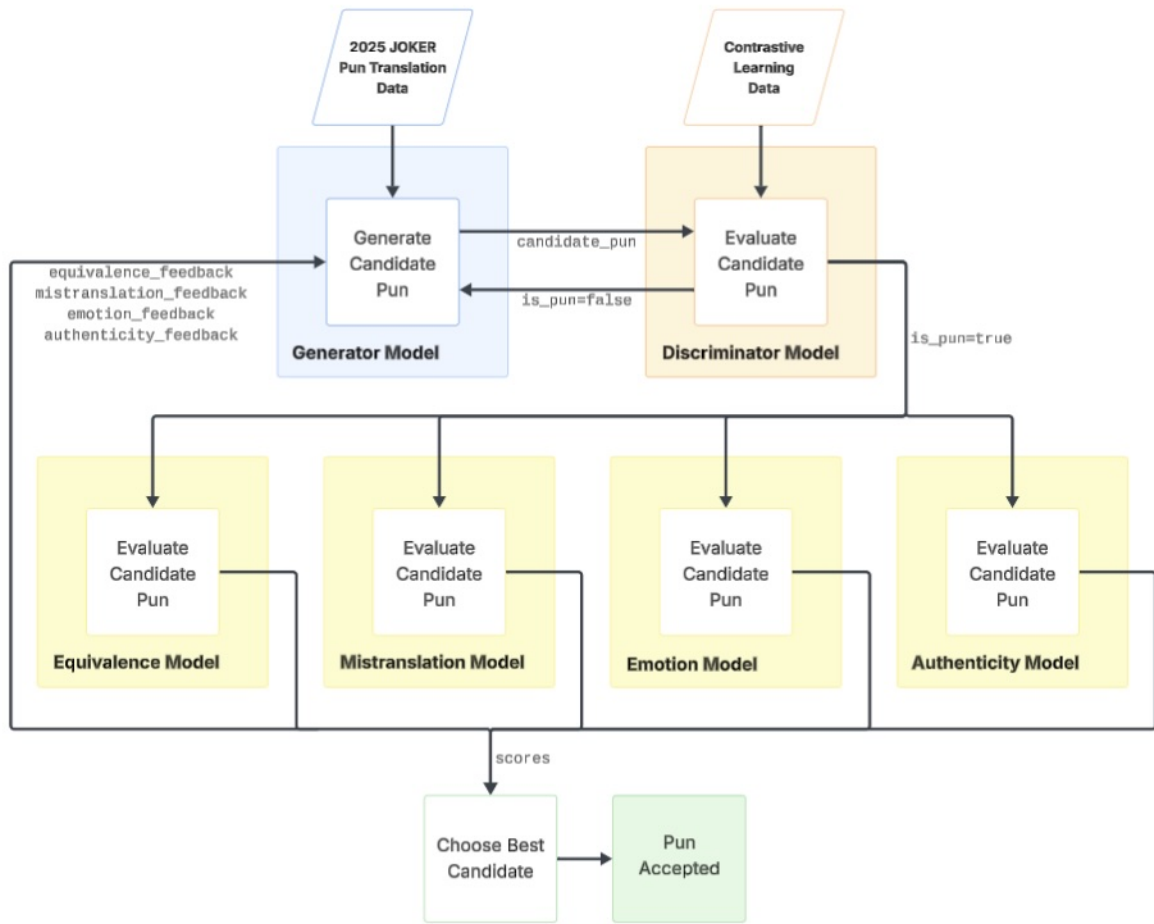 2025 JOKER
Pun Translation
Data
Contrastive
Learning
Data
Generate
Candidate
Pun
Generator Model
candidate_pun
is_pun=false
Evaluate
Candidate
Pun
Discriminator Model
equivalence_feedback
mistranslation_feedback
emotion_feedback
authenticity_feedback
is_pun=true
Evaluate
Candidate
Pun
Equivalence Model
Evaluate
Candidate
Pun
Mistranslation Model
Evaluate
Candidate
Pun
Emotion Model
Evaluate
Candidate
Pun
Authenticity Model
scores
Choose Best
Candidate
Pun
Accepted